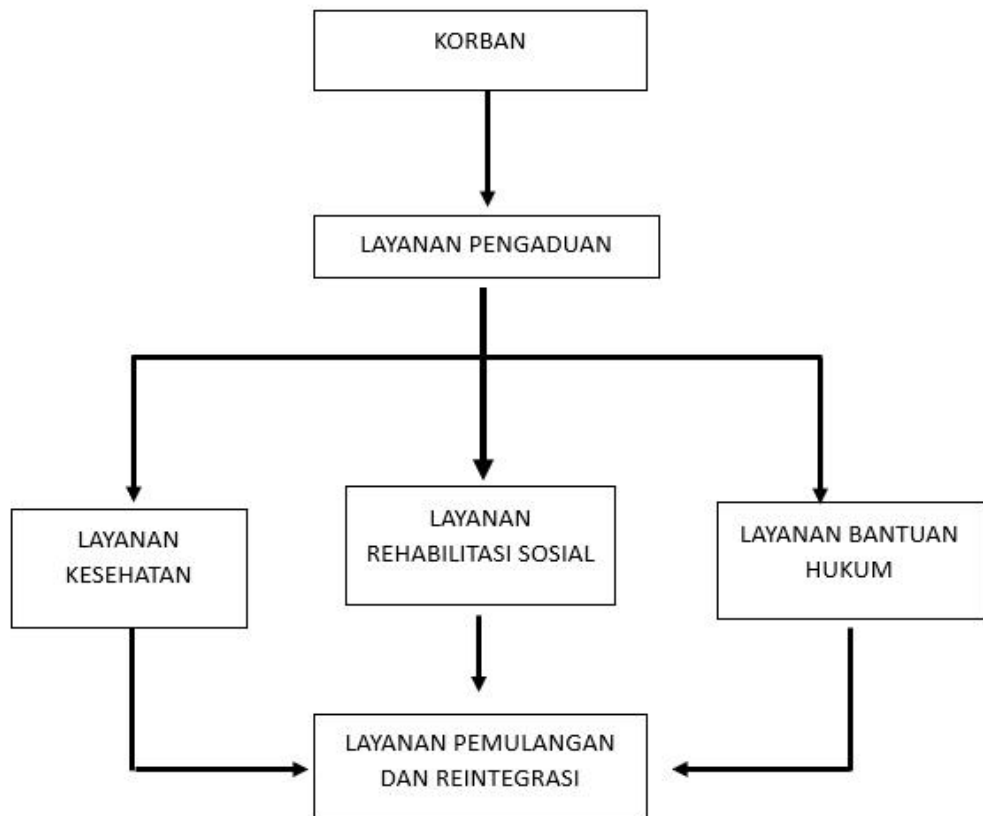 KORBAN
LAYANAN PENGADUAN
LAYANAN
KESEHATAN
LAYANAN
REHABILITASI SOSIAL
LAYANAN BANTUAN
HUKUM
LAYANAN PEMULANGAN
DAN REINTEGRASI